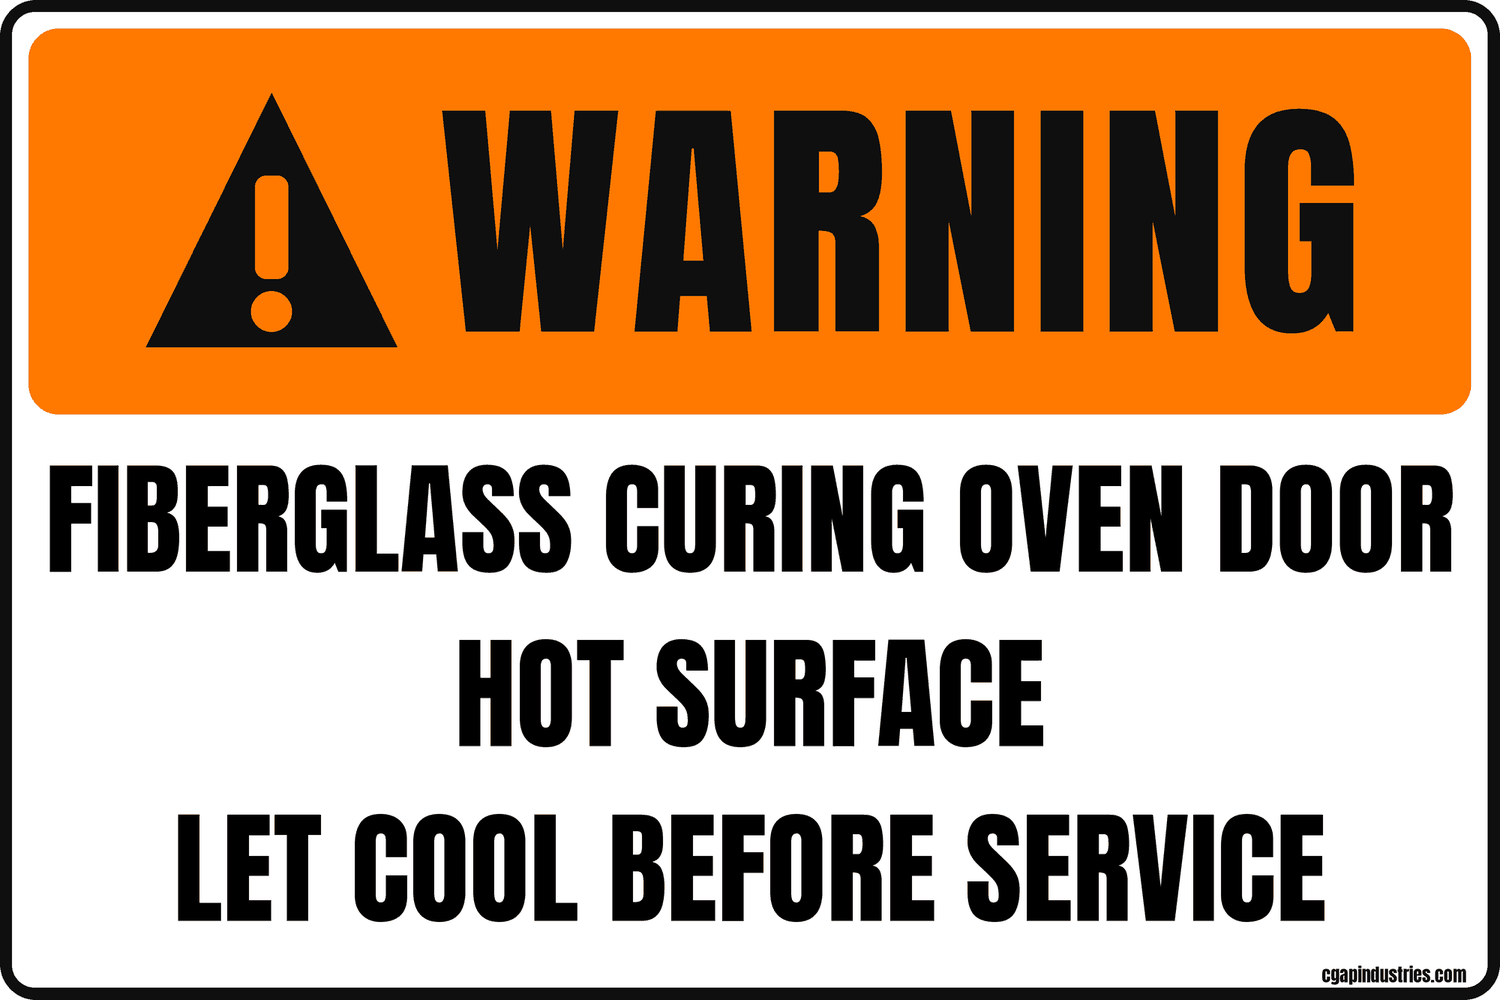 WARNING
FIBERGLASS CURING OVEN DOOR
HOT SURFACE
LET COOL BEFORE SERVICE
cgapindustries.com